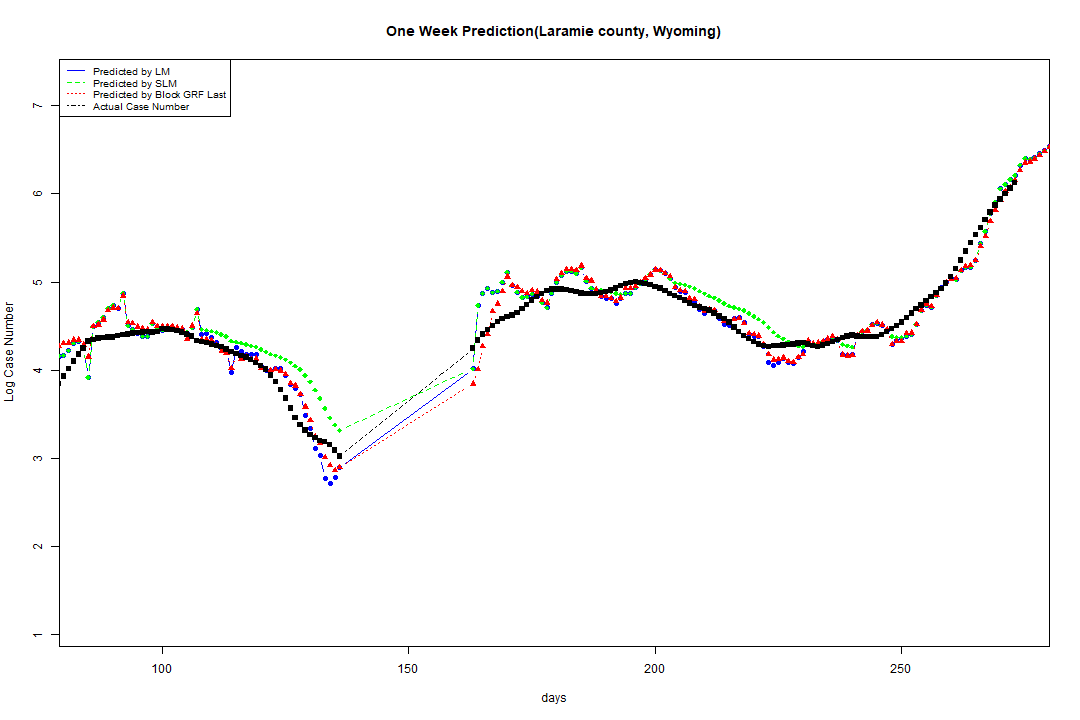 One Week Prediction(Laramie county, Wyoming)
Predicted by LM
Predicted by SLM
Predicted by Block GRF Last
Actual Case Number
7
6
5
4
3
2
1
Log Case Number
100
150
200
250
days